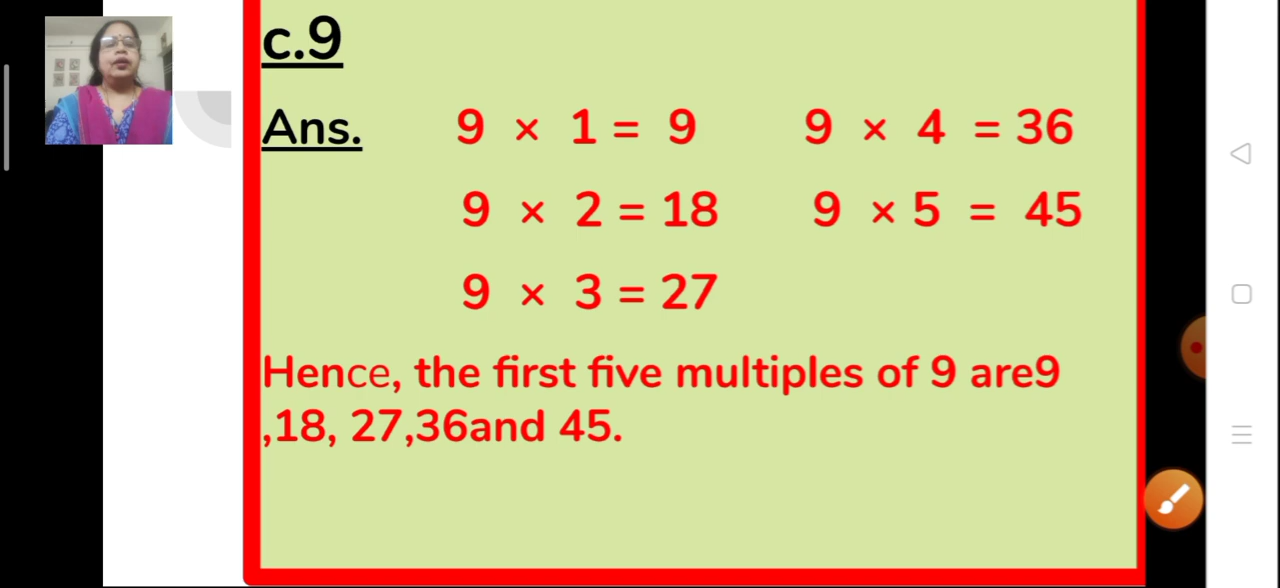 c.9
Ans. 9 × 1 = 9 9 × 4 = 36
9 × 2 = 18 9 × 5 = 45
9 × 3 = 27
Hence, the first five multiples of 9 are9
,18, 27,36and 45.